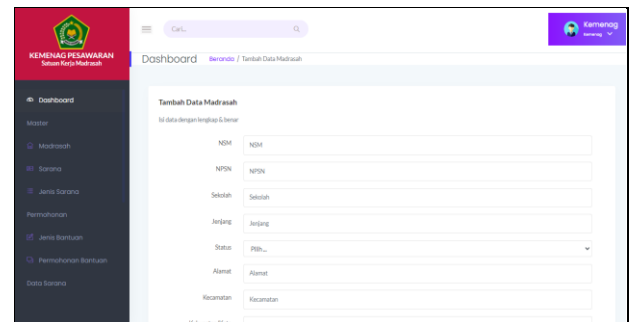 KEMENAG PESAWARAN
Satuan Kerja Madrasah
Dashboard
Master
Madrasah
Sarana
Jenis Sarana
Permohonan
Jenis Bantuan
Permohonan Bantuan
Data Sarana
Cari...
Kemenag
kemenag
Dashboard Beranda / Tambah Data Madrasah
Tambah Data Madrasah
Isi data dengan lengkap & benar
NSM NSM
NPSN NPSN
Sekolah Sekolah
Jenjang Jenjang
Status Pilih...
Alamat Alamat
Kecamatan Kecamatan